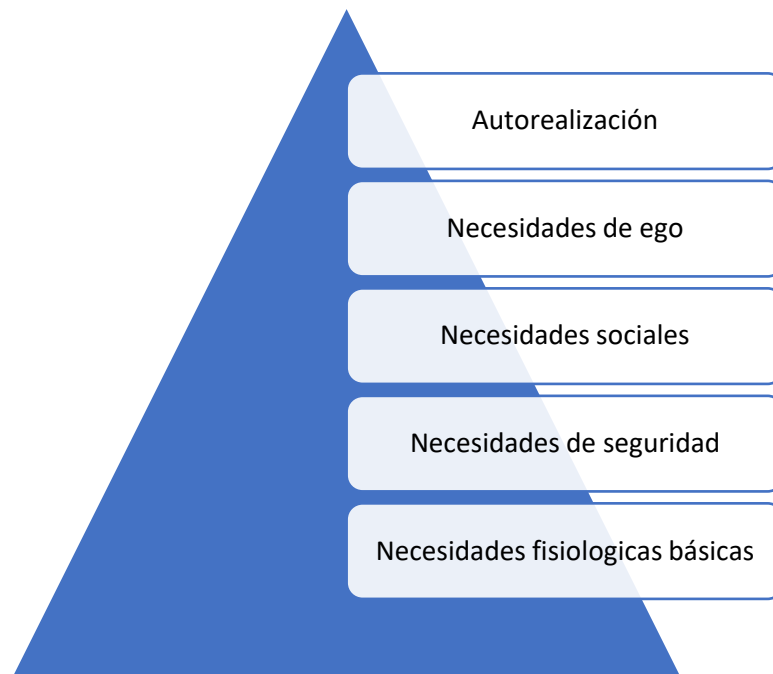 Autorealización
Necesidades de ego
Necesidades sociales
Necesidades de seguridad
Necesidades fisiologicas básicas